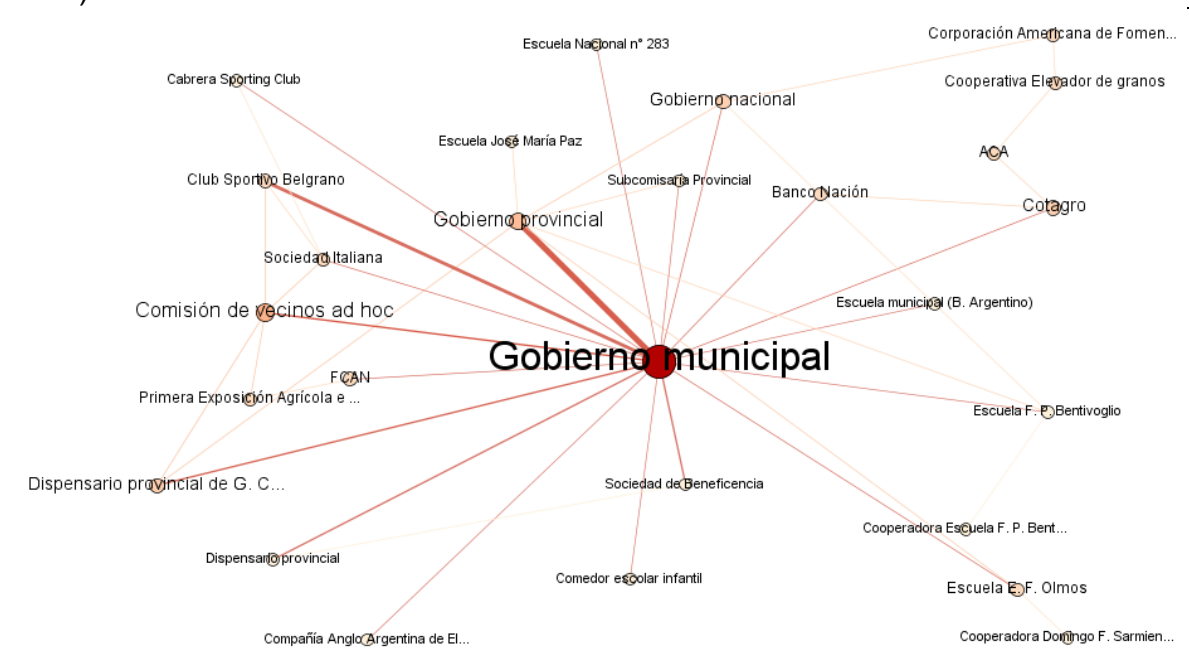 Corporación Americana de Fomen...
Escuela Nacional n° 283
Cabrera Sporting Club
Cooperativa Elevador de granos
Gobierno nacional
Escuela José María Paz
ACA
Club Sportivo Belgrano
Subcomisaria Provincial
Banco Nación
Cotagro
Gobierno provincial
Sociedad Italiana
Escuela municipal (B. Argentino)
Comisión de vecinos ad hoc
Gobierno municipal
FCAN
Primera Exposición Agrícola e ...
Escuela F. P. Bentivoglio
Dispensario provincial de G. C...
Sociedad de Beneficencia
Cooperadora Escuela F. P. Bent...
Dispensario provincial
Comedor escolar infantil
Escuela E. F. Olmos
Compañía Anglo Argentina de El...
Cooperadora Domingo F. Sarmien...